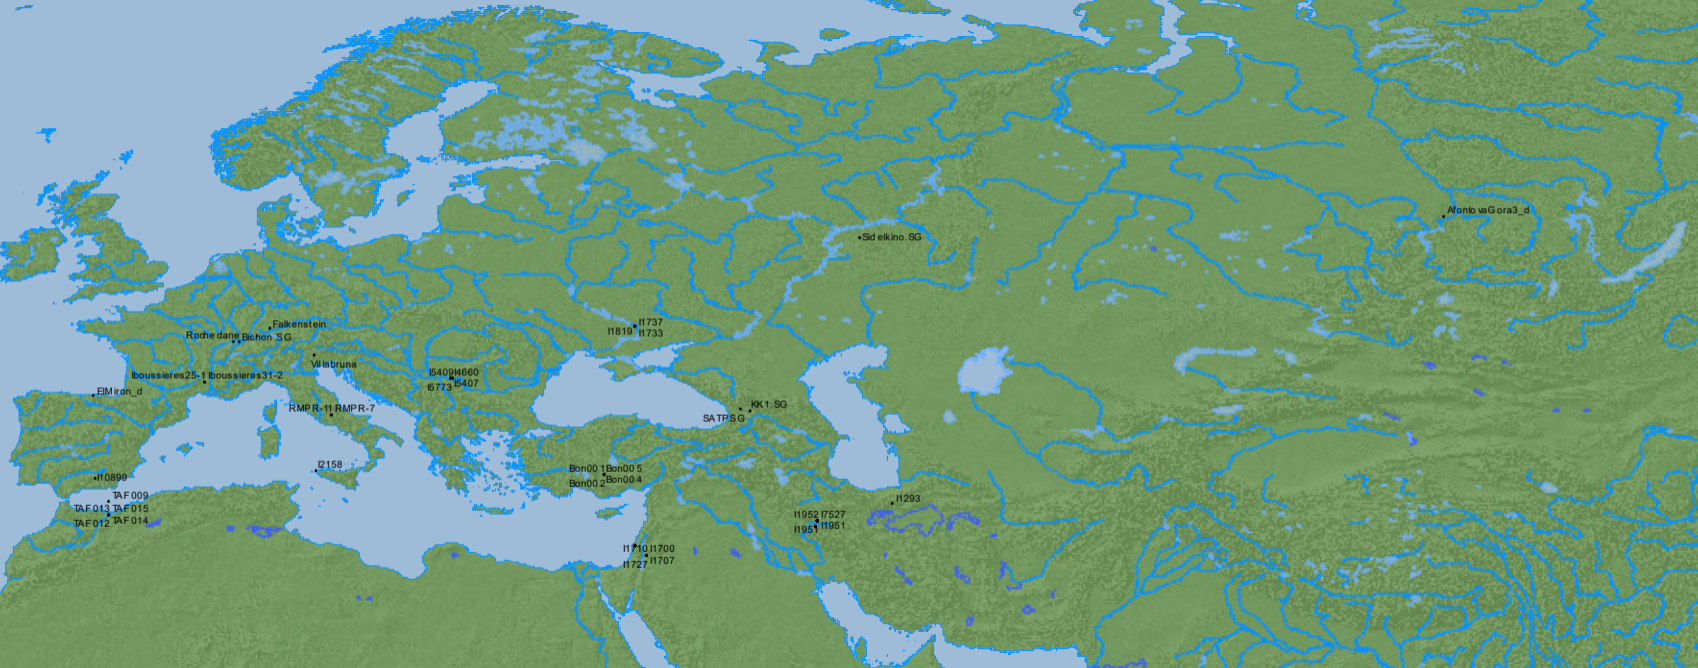 AfontovaGora3_d
Sidelkino.SG
I1737
I1819 I1733
Falkenstein
Rochedane Bichon.SG
Villabruna
Iboussieres25-1 Iboussieres31-2
I5409 I4660
I5773 I5407
ElMiron_d
RMPR-11 RMPR-7
KK1.SG
SATP.SG
I2158
Bon001 Bon005
Bon002 Bon004
I10899
TAF009
TAF013 TAF015
TAF012 TAF014
I1293
I1952 I7527
I1951 I1951
I1710 I1700
I1727 I1707